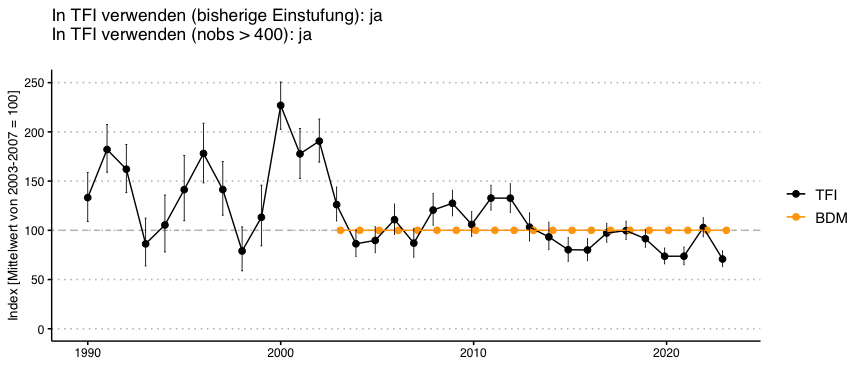 In TFI verwenden (bisherige Einstufung): ja
In TFI verwenden (nobs > 400): ja
Index [Mittelwert von 2003-2007 = 100]
250
200
150
100
50
0
1990
2000
2010
2020
TFI
BDM